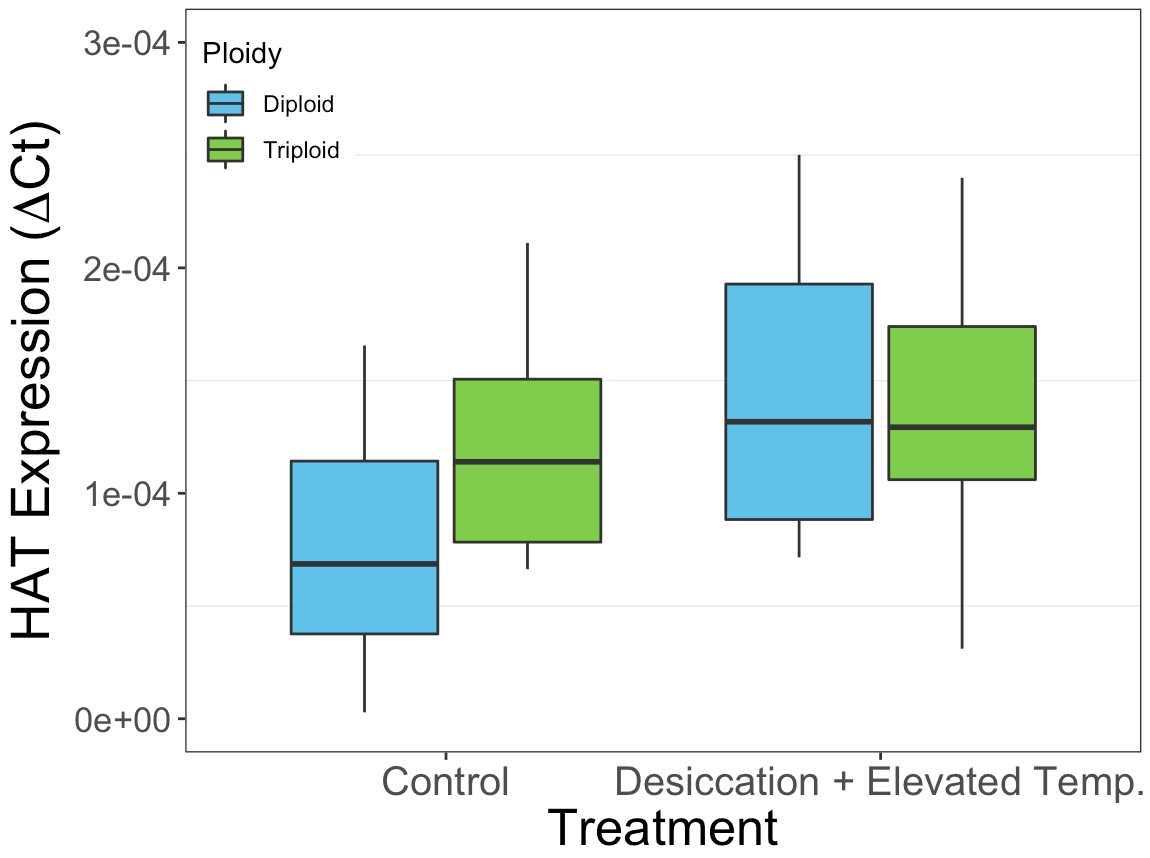 HAT Expression (ΔCt)
3e-04
2e-04
1e-04
0e+00
Ploidy
Diploid
Triploid
Control
Desiccation + Elevated Temp.
Treatment